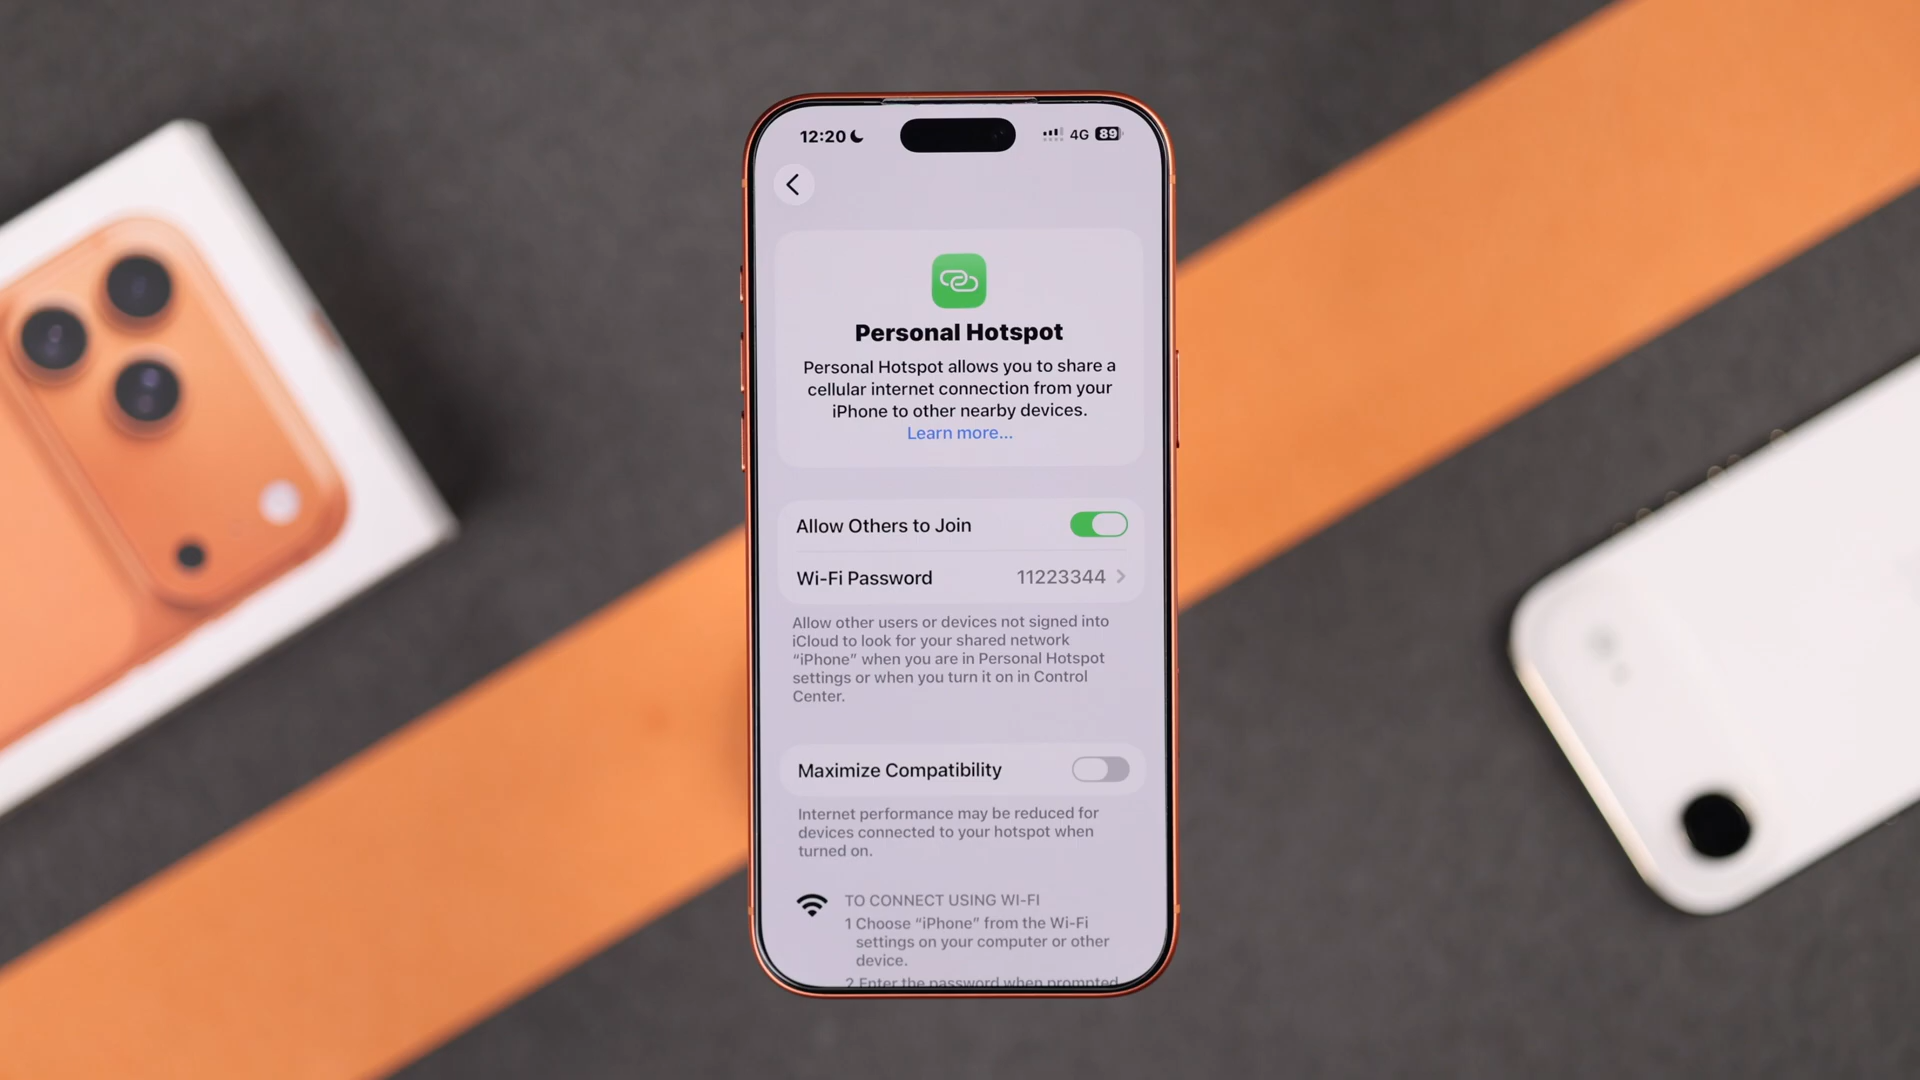 12:20
4G 89
Personal Hotspot
Personal Hotspot allows you to share a
cellular internet connection from your
iPhone to other nearby devices.
Learn more...
Allow Others to Join
Wi-Fi Password 11223344
Allow other users or devices not signed into
iCloud to look for your shared network
“iPhone” when you are in Personal Hotspot
settings or when you turn it on in Control
Center.
Maximize Compatibility
Internet performance may be reduced for
devices connected to your hotspot when
turned on.
TO CONNECT USING WI-FI
1 Choose “iPhone” from the Wi-Fi
settings on your computer or other
device.
2 Enter the password when prompted